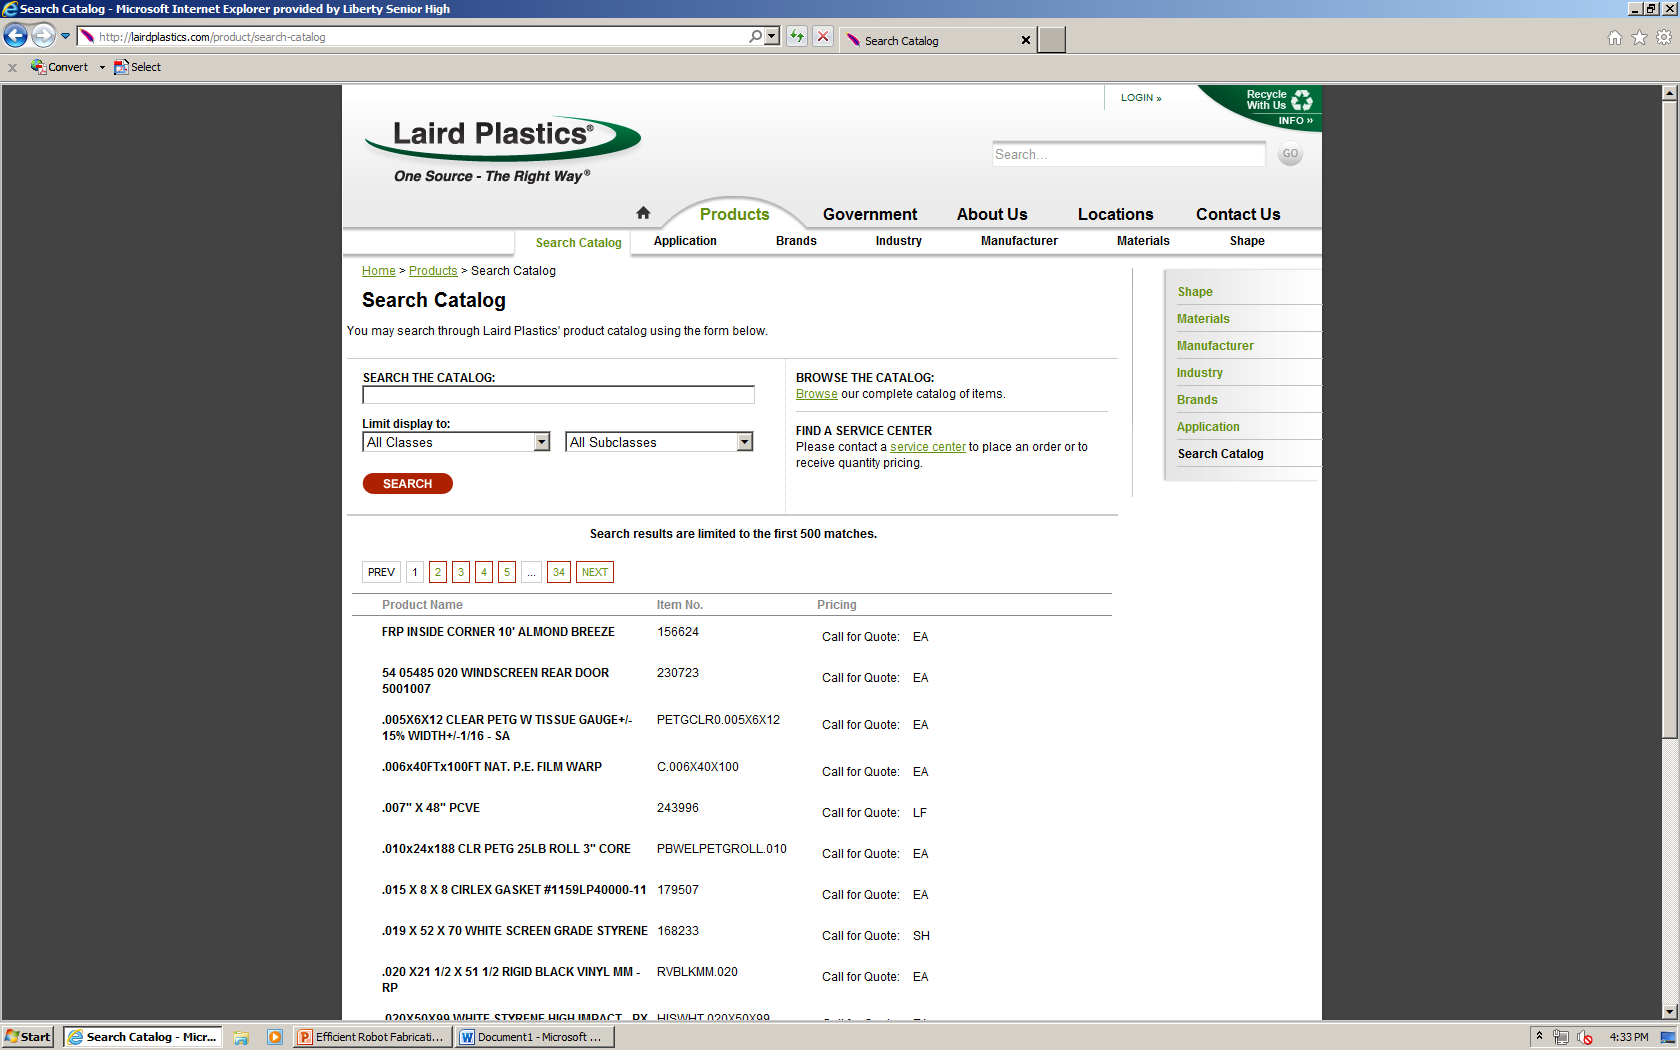 Search Catalog - Microsoft Internet Explorer provided by Liberty Senior High
http://lairdplastics.com/product/search-catalog
Search Catalog
Convert
Select
LOGIN »
Recycle
With Us
INFO »
Laird Plastics®
One Source - The Right Way®
Search...
GO
Products
Government
About Us
Locations
Contact Us
Search Catalog
Application
Brands
Industry
Manufacturer
Materials
Shape
Home > Products > Search Catalog
Search Catalog
You may search through Laird Plastics' product catalog using the form below.
SEARCH THE CATALOG:
Limit display to:
All Classes
All Subclasses
SEARCH
BROWSE THE CATALOG:
Browse our complete catalog of items.
FIND A SERVICE CENTER
Please contact a service center to place an order or to
receive quantity pricing.
Shape
Materials
Manufacturer
Industry
Brands
Application
Search Catalog
Search results are limited to the first 500 matches.
PREV 1 2 3 4 5 ... 34 NEXT
Product Name Item No. Pricing
FRP INSIDE CORNER 10' ALMOND BREEZE 156624 Call for Quote: EA
54 05485 020 WINDSCREEN REAR DOOR 230723 Call for Quote: EA
5001007
.005X6X12 CLEAR PETG W TISSUE GAUGE+/- PETGCLR0.005X6X12 Call for Quote: EA
15% WIDTH+/-1/16 - SA
.006x40FTx100FT NAT. P.E. FILM WARP C.006X40X100 Call for Quote: EA
.007" X 48" PCVE 243996 Call for Quote: LF
.010x24x188 CLR PETG 25LB ROLL 3" CORE PBWELPETGROLL.010 Call for Quote: EA
.015 X 8 X 8 CIRLEX GASKET #1159LP40000-11 179507 Call for Quote: EA
.019 X 52 X 70 WHITE SCREEN GRADE STYRENE 168233 Call for Quote: SH
.020 X21 1/2 X 51 1/2 RIGID BLACK VINYL MM - RVBLKMM.020 Call for Quote: EA
RP
.020X50X99 WHITE STYRENE HIGH IMPACT RX HISWHT.020X50X99
Start
Search Catalog - Micr...
Efficient Robot Fabricati...
Document1 - Microsoft ...
4:33 PM